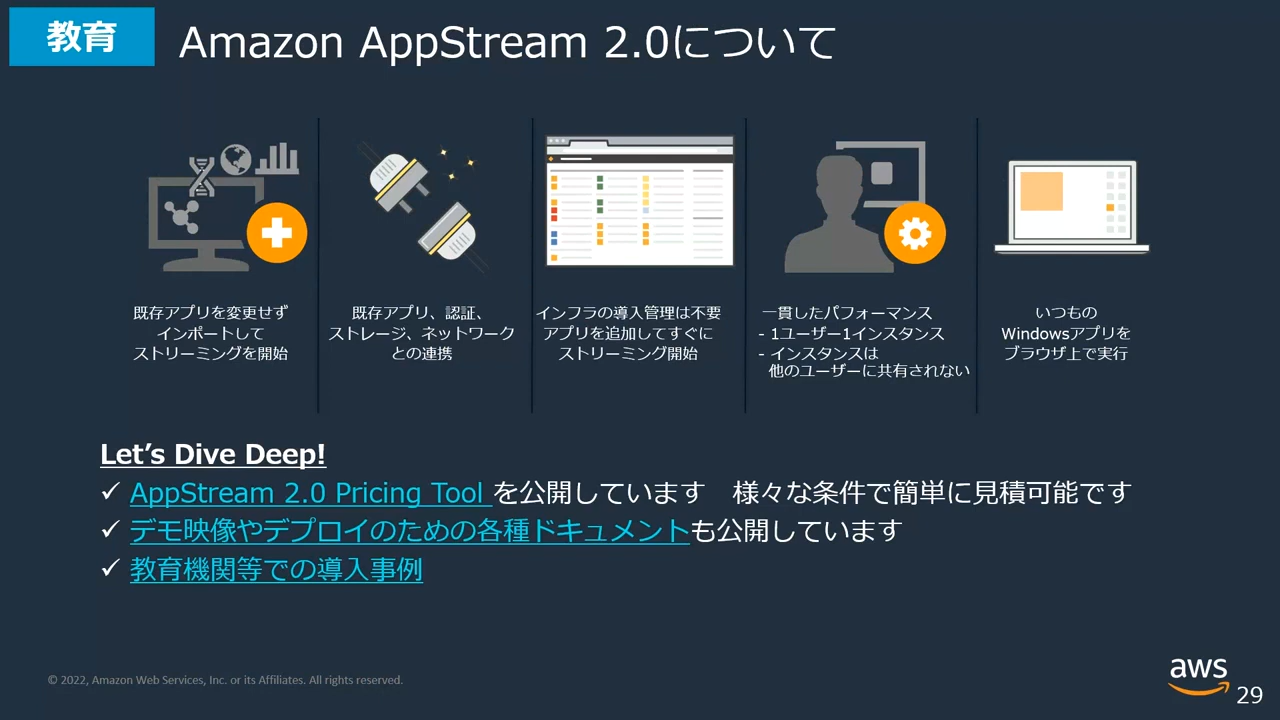 教育
Amazon AppStream 2.0について
既存アプリを変更せず
インポートして
ストリーミングを開始
既存アプリ、認証、
ストレージ、ネットワーク
との連携
インフラの導入管理は不要
アプリを追加してすぐに
ストリーミング開始
一貫したパフォーマンス
- 1ユーザー1インスタンス
- インスタンスは
他のユーザーに共有されない
いつもの
Windowsアプリを
ブラウザ上で実行
Let’s Dive Deep!
✓ AppStream 2.0 Pricing Tool を公開しています　様々な条件で簡単に見積可能です
✓ デモ映像やデプロイのための各種ドキュメントも公開しています
✓ 教育機関等での導入事例
© 2022, Amazon Web Services, Inc. or its Affiliates. All rights reserved.
aws
29